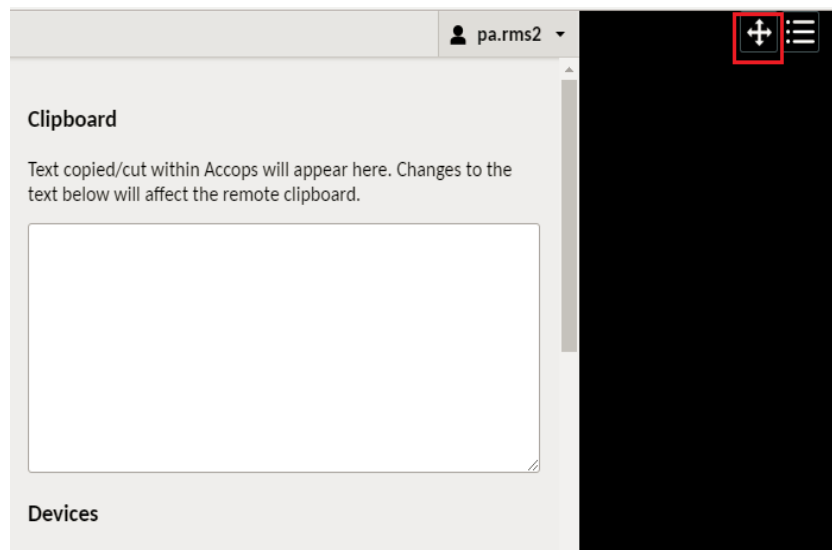 pa.rms2
Clipboard
Text copied/cut within Accops will appear here. Changes to the
text below will affect the remote clipboard.
Devices